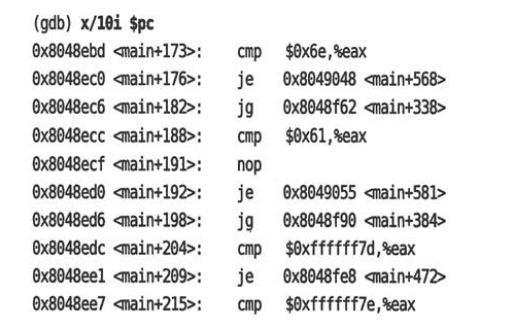 (gdb) x/10i $pc
0x8048ebd <main+173>: cmp $0x6e,%eax
0x8048ec0 <main+176>: je 0x8049048 <main+568>
0x8048ec6 <main+182>: jg 0x8048f62 <main+338>
0x8048ecc <main+188>: cmp $0x61,%eax
0x8048ecf <main+191>: nop
0x8048ed0 <main+192>: je 0x8049055 <main+581>
0x8048ed6 <main+198>: jg 0x8048f90 <main+384>
0x8048edc <main+204>: cmp $0xffffff7d,%eax
0x8048ee1 <main+209>: je 0x8048fe8 <main+472>
0x8048ee7 <main+215>: cmp $0xffffff7e,%eax